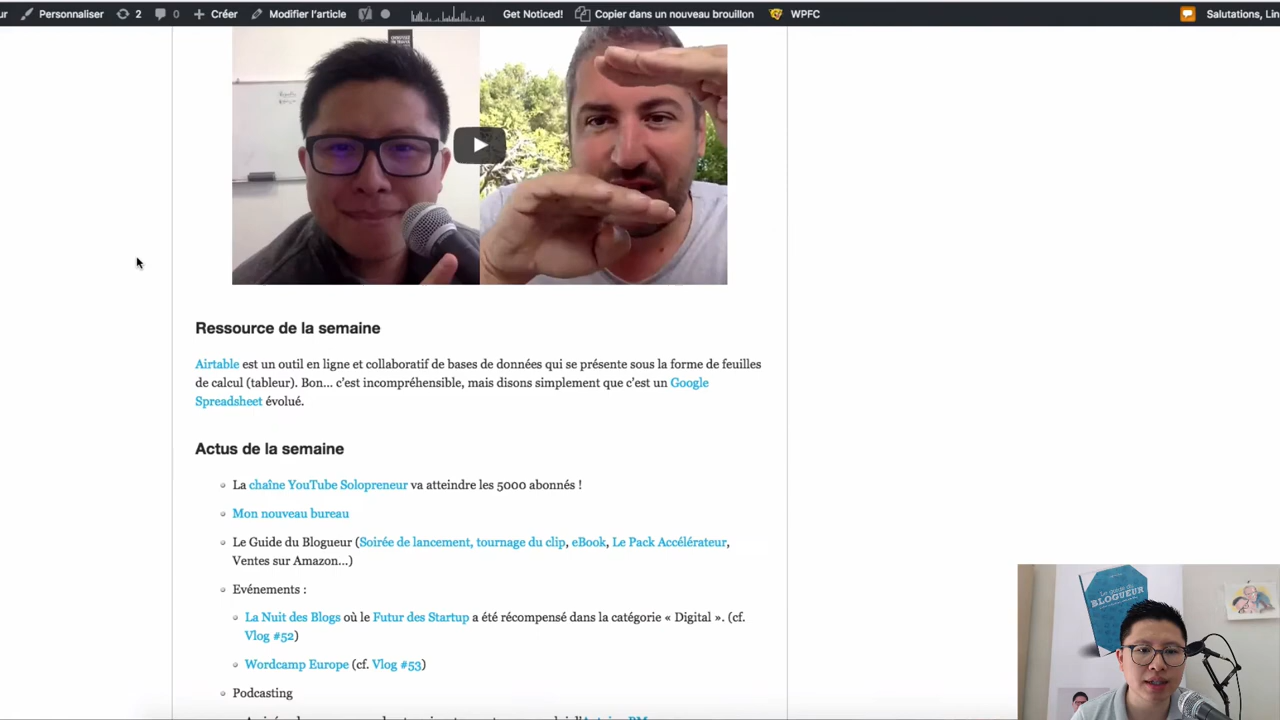 ur Personnaliser 2 0 Créer Modifier l'article Get Noticed! Copier dans un nouveau brouillon WPFC Salutations, Lin
Ressource de la semaine
Airtable est un outil en ligne et collaboratif de bases de données qui se présente sous la forme de feuilles
de calcul (tableur). Bon... c'est incompréhensible, mais disons simplement que c'est un Google
Spreadsheet évolué.
Actus de la semaine
La chaîne YouTube Solopreneur va atteindre les 5000 abonnés !
Mon nouveau bureau
Le Guide du Blogueur (Soirée de lancement, tournage du clip, eBook, Le Pack Accélérateur,
Ventes sur Amazon...)
Evénements :
La Nuit des Blogs où le Futur des Startup a été récompensé dans la catégorie « Digital ». (cf.
Vlog #52)
Wordcamp Europe (cf. Vlog #53)
Podcasting
Le guide du
BLOGUEUR